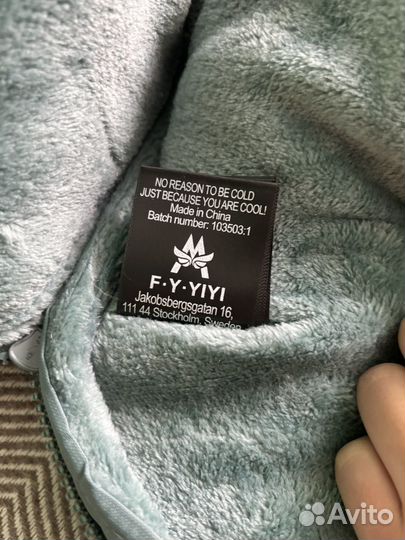 NO REASON TO BE COLD
JUST BECAUSE YOU ARE COOL!
Made in China
Batch number: 103503:1
F·Y·YIYI
Jakobsbergsgatan 16,
111 44 Stockholm, Sweden
Avito